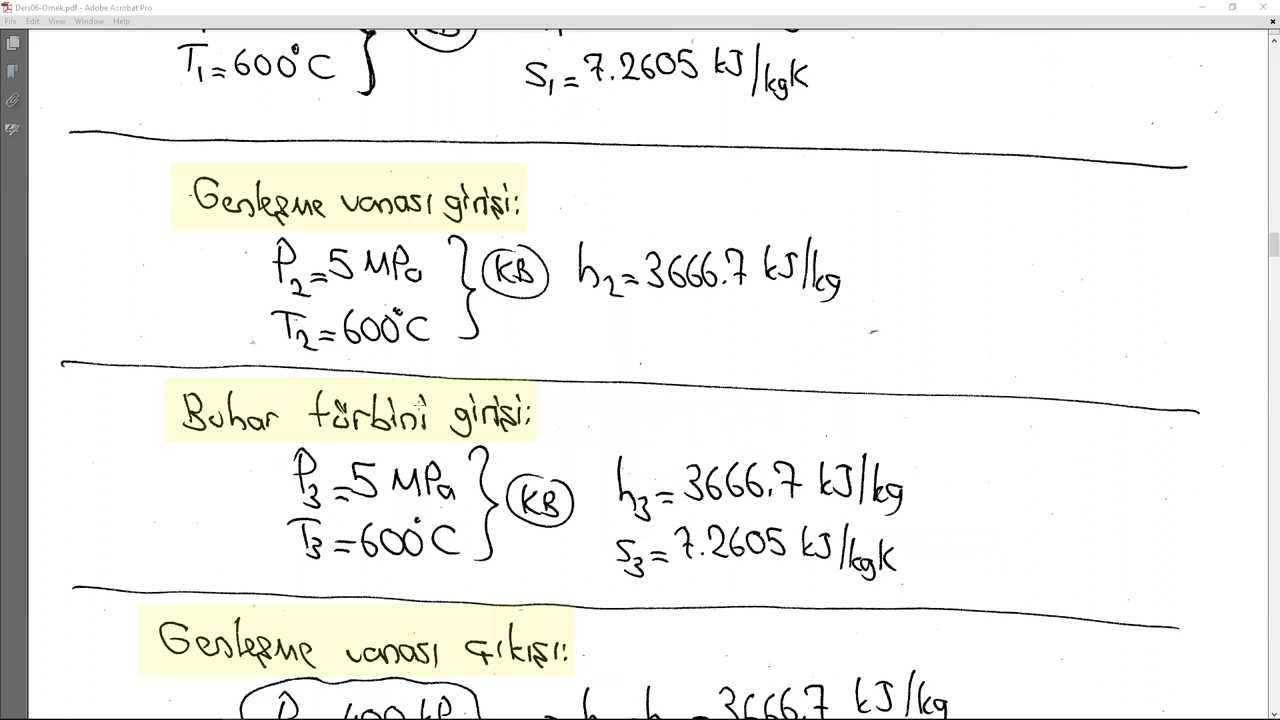 Ders06-Ornek.pdf - Adobe Acrobat Pro
File Edit View Window Help
T₁=600°C
S₁=7.2605 kJ/kgK
Genleşme vanası girişi:
P₂=5 MPa } KB h₂=3666.7 kJ/kg
T₂=600°C
Buhar türbini girişi:
P₃=5 MPa } KB h₃=3666.7 kJ/kg
T₃=600°C S₃=7.2605 kJ/kgK
Genleşme vanası çıkışı:
3666.7 kJ/kg